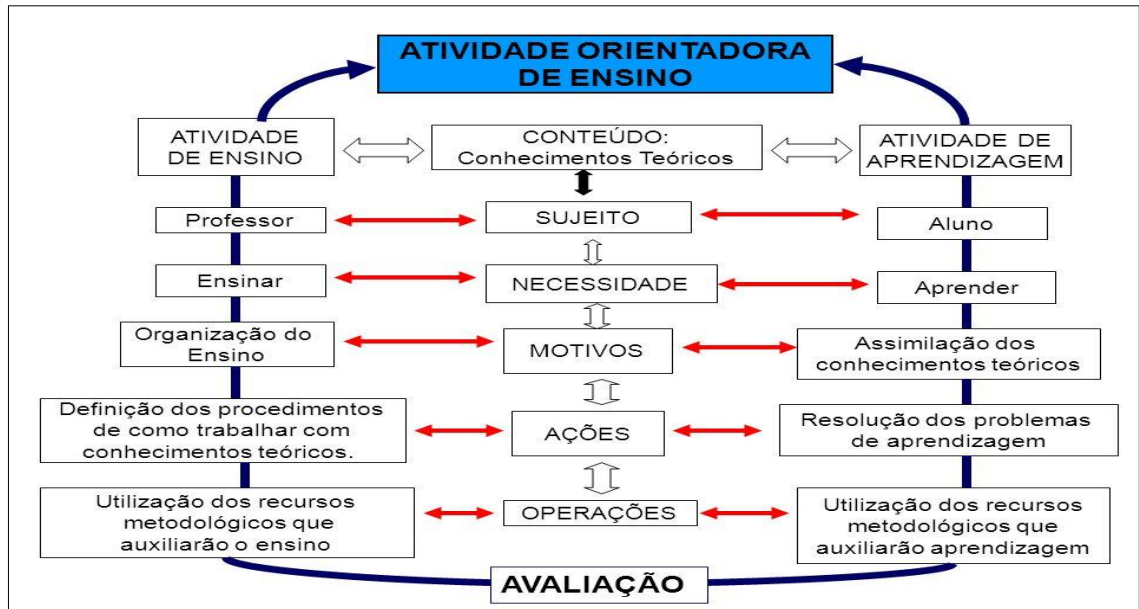 ATIVIDADE ORIENTADORA
DE ENSINO
ATIVIDADE
DE ENSINO
CONTEÚDO:
Conhecimentos Teóricos
ATIVIDADE DE
APRENDIZAGEM
Professor
SUJEITO
Aluno
Ensinar
NECESSIDADE
Aprender
Organização do
Ensino
MOTIVOS
Assimilação dos
conhecimentos teóricos
Definição dos procedimentos
de como trabalhar com
conhecimentos teóricos.
AÇÕES
Resolução dos problemas
de aprendizagem
Utilização dos recursos
metodológicos que
auxiliarão o ensino
OPERAÇÕES
Utilização dos recursos
metodológicos que
auxiliarão aprendizagem
AVALIAÇÃO